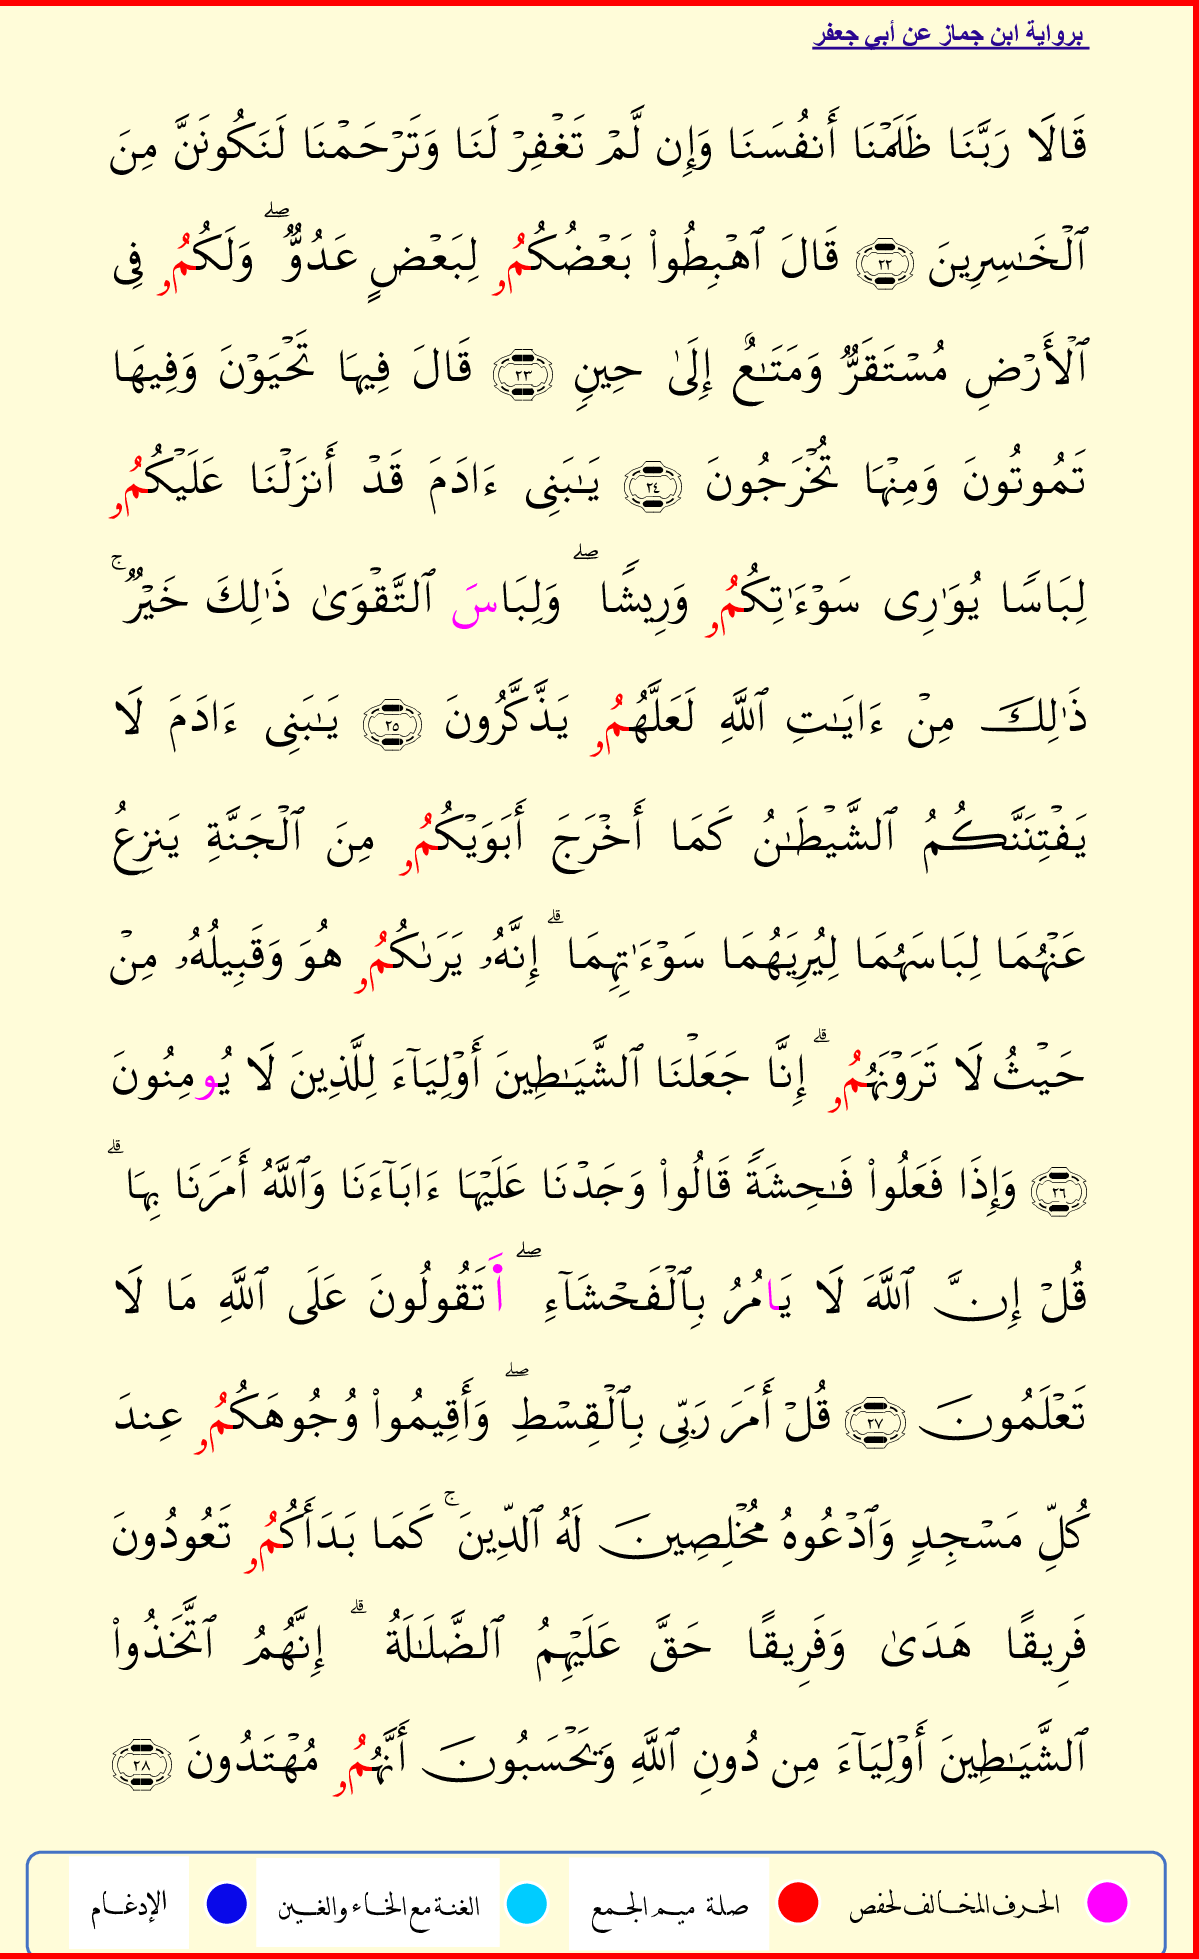 برواية ابن جماز عن أبي جعفر
قَالَا رَبَّنَا ظَلَمۡنَآ أَنفُسَنَا وَإِن لَّمۡ تَغۡفِرۡ لَنَا وَتَرۡحَمۡنَا لَنَكُونَنَّ مِنَ
ٱلۡخَٰسِرِينَ ٢٢ قَالَ ٱهۡبِطُواْ بَعۡضُكُمُۥ لِبَعۡضٍ عَدُوࣱّۖ وَلَكُمُۥ فِي
ٱلۡأَرۡضِ مُسۡتَقَرࣱّ وَمَتَٰعٌ إِلَىٰ حِينࣲ ٢٣ قَالَ فِيهَا تَحۡيَوۡنَ وَفِيهَا
تَمُوتُونَ وَمِنۡهَا تُخۡرَجُونَ ٢٤ يَٰبَنِي ءَادَمَ قَدۡ أَنزَلۡنَا عَلَيۡكُمُۥ
لِبَاسࣰا يُوَٰرِي سَوۡءَٰتِكُمُۥ وَرِيشࣰاۖ وَلِبَاسَ ٱلتَّقۡوَىٰ ذَٰلِكَ خَيۡرࣱۚ
ذَٰلِكَ مِنۡ ءَايَٰتِ ٱللَّهِ لَعَلَّهُمُۥ يَذَّكَّرُونَ ٢٥ يَٰبَنِي ءَادَمَ لَا
يَفۡتِنَنَّكُمُ ٱلشَّيۡطَٰنُ كَمَا أَخۡرَجَ أَبَوَيۡكُمُۥ مِنَ ٱلۡجَنَّةِ يَنزِعُ
عَنۡهُمَا لِبَاسَهُمَا لِيُرِيَهُمَا سَوۡءَٰتِهِمَاۗ إِنَّهُۥ يَرَىٰكُمُۥ هُوَ وَقَبِيلُهُۥ مِنۡ
حَيۡثُ لَا تَرَوۡنَهُمُۥۗ إِنَّا جَعَلۡنَا ٱلشَّيَٰطِينَ أَوۡلِيَآءَ لِلَّذِينَ لَا يُومِنُونَ
٢٦ وَإِذَا فَعَلُواْ فَٰحِشَةࣰ قَالُواْ وَجَدۡنَا عَلَيۡهَا ءَابَآءَنَا وَٱللَّهُ أَمَرَنَا بِهَاۗ
قُلۡ إِنَّ ٱللَّهَ لَا يَامُرُ بِٱلۡفَحۡشَآءِۖ أَتَقُولُونَ عَلَى ٱللَّهِ مَا لَا
تَعۡلَمُونَ ٢٧ قُلۡ أَمَرَ رَبِّي بِٱلۡقِسۡطِۖ وَأَقِيمُواْ وُجُوهَكُمُۥ عِندَ
كُلِّ مَسۡجِدࣲ وَٱدۡعُوهُ مُخۡلِصِينَ لَهُ ٱلدِّينَۚ كَمَا بَدَأَكُمُۥ تَعُودُونَ
فَرِيقًا هَدَىٰ وَفَرِيقًا حَقَّ عَلَيۡهِمُ ٱلضَّلَٰلَةُۗ إِنَّهُمُ ٱتَّخَذُواْ
ٱلشَّيَٰطِينَ أَوۡلِيَآءَ مِن دُونِ ٱللَّهِ وَيَحۡسَبُونَ أَنَّهُمُۥ مُهۡتَدُونَ ٢٨
الحرف المخالف لحفص صلة ميم الجمع الغنة مع الخاء والغين الإدغام